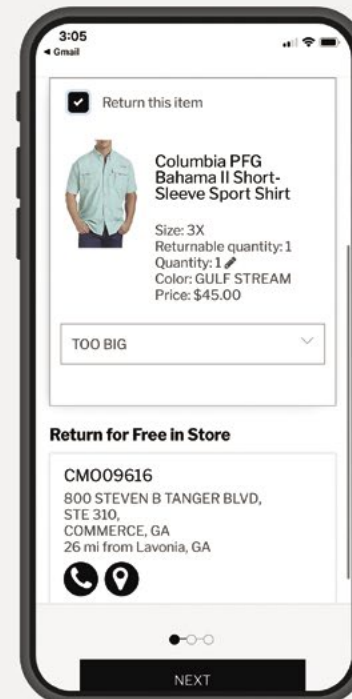 3:05
Gmail
Return this item
Columbia PFG
Bahama II Short-
Sleeve Sport Shirt
Size: 3X
Returnable quantity: 1
Quantity: 1
Color: GULF STREAM
Price: $45.00
TOO BIG
Return for Free in Store
CMO09616
800 STEVEN B TANGER BLVD,
STE 310,
COMMERCE, GA
26 mi from Lavonia, GA
NEXT